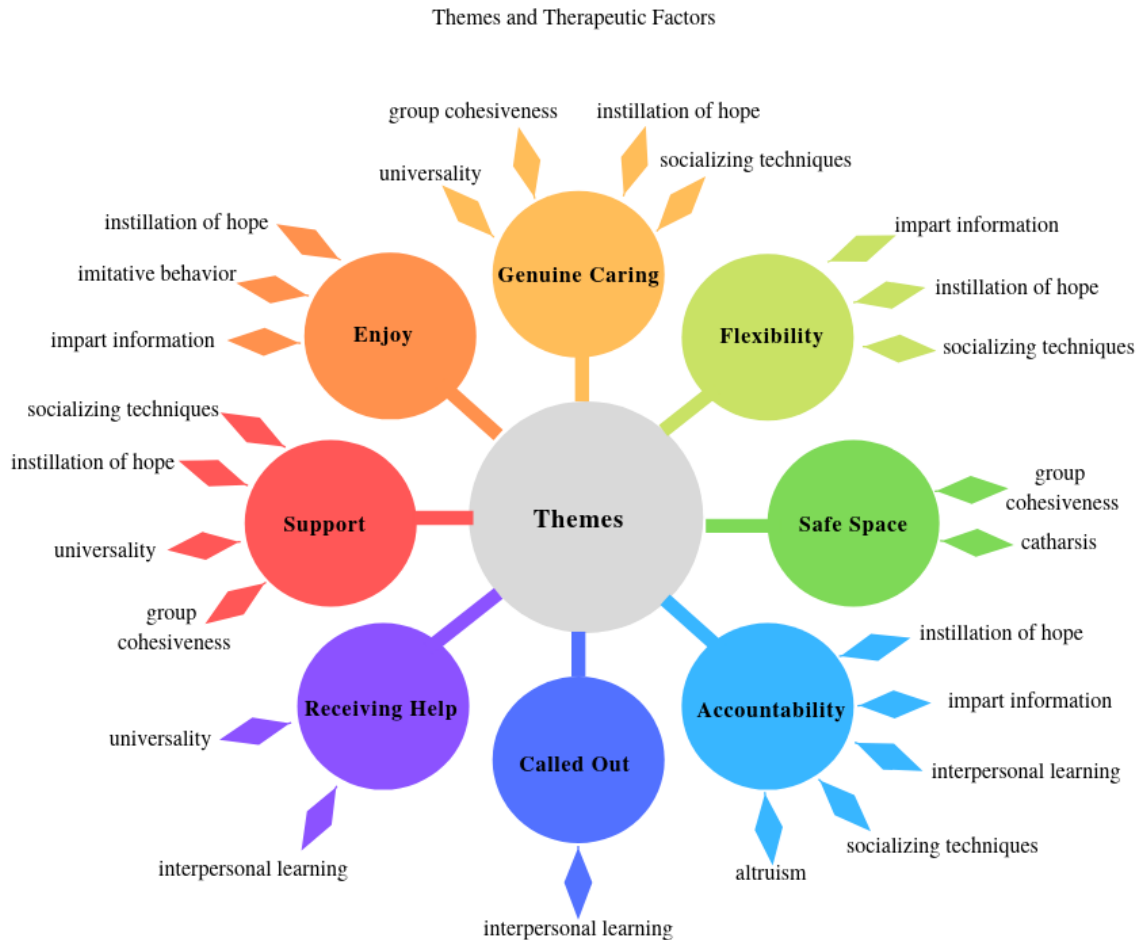 Themes and Therapeutic Factors
group cohesiveness
instillation of hope
universality
socializing techniques
Genuine Caring
instillation of hope
imitative behavior
impart information
Enjoy
impart information
instillation of hope
socializing techniques
Flexibility
socializing techniques
instillation of hope
universality
group
cohesiveness
Support
Themes
Safe Space
group
cohesiveness
catharsis
Receiving Help
universality
interpersonal learning
Called Out
interpersonal learning
Accountability
instillation of hope
impart information
interpersonal learning
socializing techniques
altruism